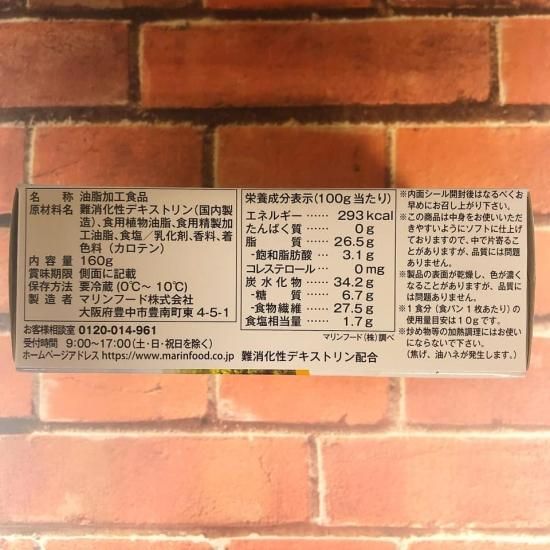 名称 油脂加工食品
原材料名 難消化性デキストリン(国内製
造)、食用植物油脂、食用精製加
工油脂、食塩/乳化剤、香料、着
色料(カロテン)
内容量 160g
賞味期限 側面に記載
保存方法 要冷蔵(0℃~10℃)
製造者 マリンフード株式会社
大阪府豊中市豊南町東4-5-1
お客様相談室 0120-014-961
受付時間 9:00~17:00(土・日・祝日を除く)
ホームページアドレス https://www.marinfood.co.jp 難消化性デキストリン配合
栄養成分表示(100g当たり)
エネルギー…… 293kcal
たんぱく質…… 0g
脂質…… 26.5g
-飽和脂肪酸…… 3.1g
コレステロール…… 0mg
炭水化物…… 34.2g
-糖質…… 6.7g
-食物繊維…… 27.5g
食塩相当量…… 1.7g
マリンフード(株)調べ
※内面シール開封後はなるべくお
早めにお召し上がり下さい。
※この商品は中身をお使いいただ
きやすいようにソフトに仕上げ
ておりますので、中で片寄ること
がありますが、品質には問題
ありません。
※製品の表面が乾燥し、色が濃く
なることがありますが、品質には
問題ありません。
※1食分(食パン1枚あたり)の
使用量目安は10gです。
※炒め物等の加熱調理にはお使い
にならないで下さい。
(焦げ、油ハネが発生します。)